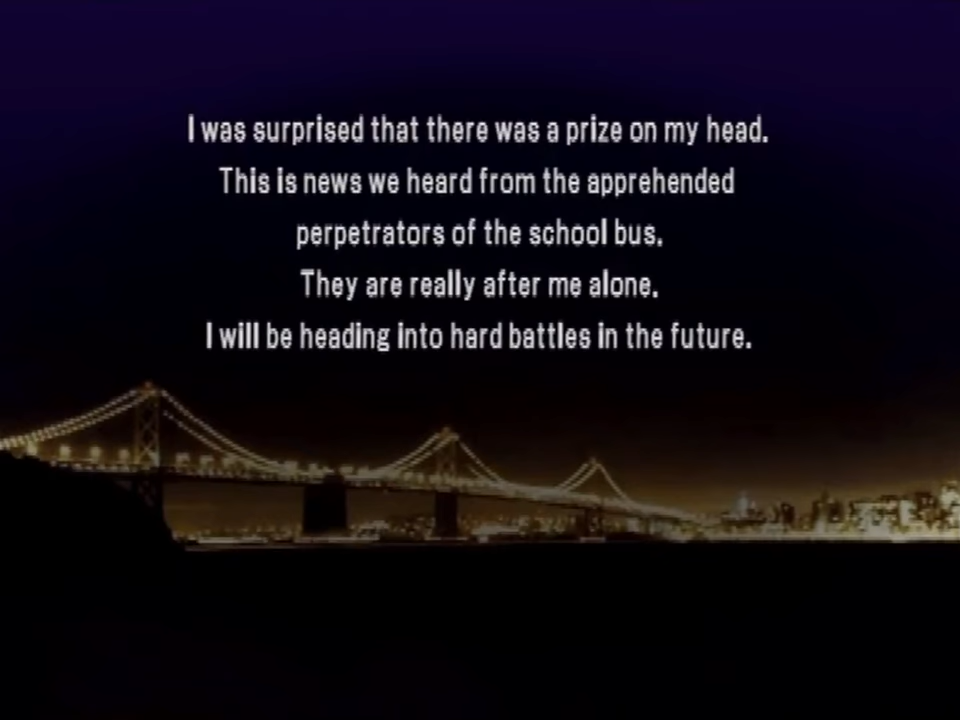 I was surprised that there was a prize on my head.
This is news we heard from the apprehended
perpetrators of the school bus.
They are really after me alone.
I will be heading into hard battles in the future.